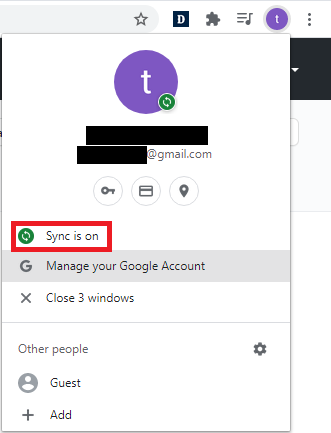 D
t
t
@gmail.com
Sync is on
G Manage your Google Account
Close 3 windows
Other people
Guest
Add